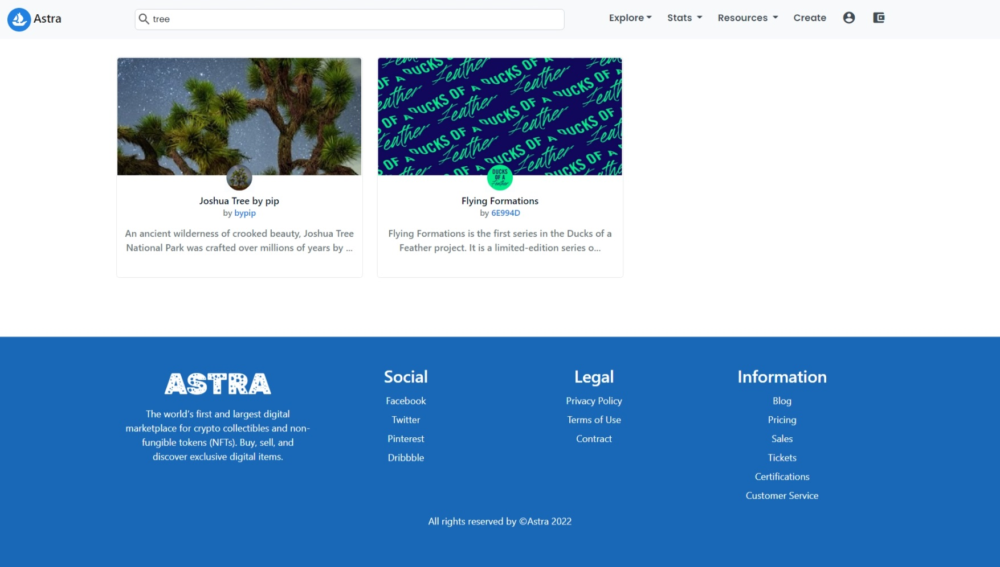 Astra
tree
Explore
Stats
Resources
Create
DUCKS OF A Feather
DUCKS
OF A
Feather
Joshua Tree by pip
by bypip
An ancient wilderness of crooked beauty, Joshua Tree
National Park was crafted over millions of years by ...
Flying Formations
by 6E994D
Flying Formations is the first series in the Ducks of a
Feather project. It is a limited-edition series o...
ASTRA
The world's first and largest digital
marketplace for crypto collectibles and non-
fungible tokens (NFTs). Buy, sell, and
discover exclusive digital items.
Social
Facebook
Twitter
Pinterest
Dribbble
Legal
Privacy Policy
Terms of Use
Contract
Information
Blog
Pricing
Sales
Tickets
Certifications
Customer Service
All rights reserved by ©Astra 2022